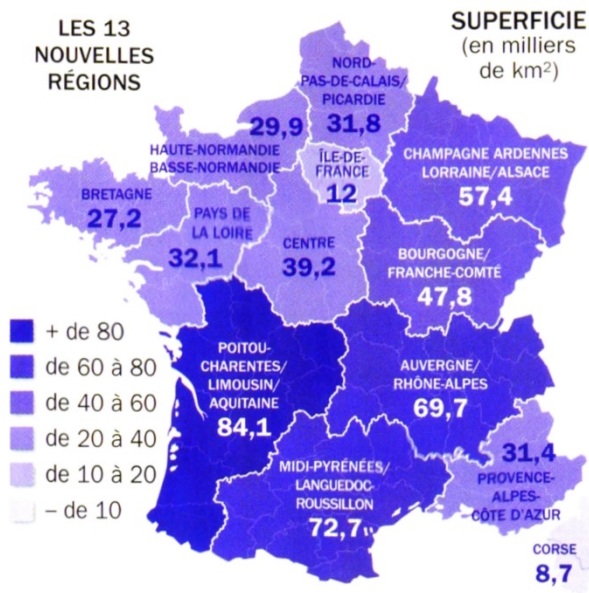 LES 13
NOUVELLES
RÉGIONS
SUPERFICIE
(en milliers
de km²)
NORD-
PAS-DE-CALAIS/
PICARDIE
31,8
29,9
HAUTE-NORMANDIE
BASSE-NORMANDIE
ÎLE-DE-
FRANCE
12
CHAMPAGNE ARDENNES
LORRAINE/ALSACE
57,4
BRETAGNE
27,2
PAYS DE
LA LOIRE
32,1
CENTRE
39,2
BOURGOGNE/
FRANCHE-COMTÉ
47,8
+ de 80
de 60 à 80
de 40 à 60
de 20 à 40
de 10 à 20
– de 10
POITOU-
CHARENTES/
LIMOUSIN/
AQUITAINE
84,1
AUVERGNE/
RHÔNE-ALPES
69,7
MIDI-PYRÉNÉES/
LANGUEDOC-
ROUSSILLON
72,7
31,4
PROVENCE-
ALPES-
CÔTE D'AZUR
CORSE
8,7